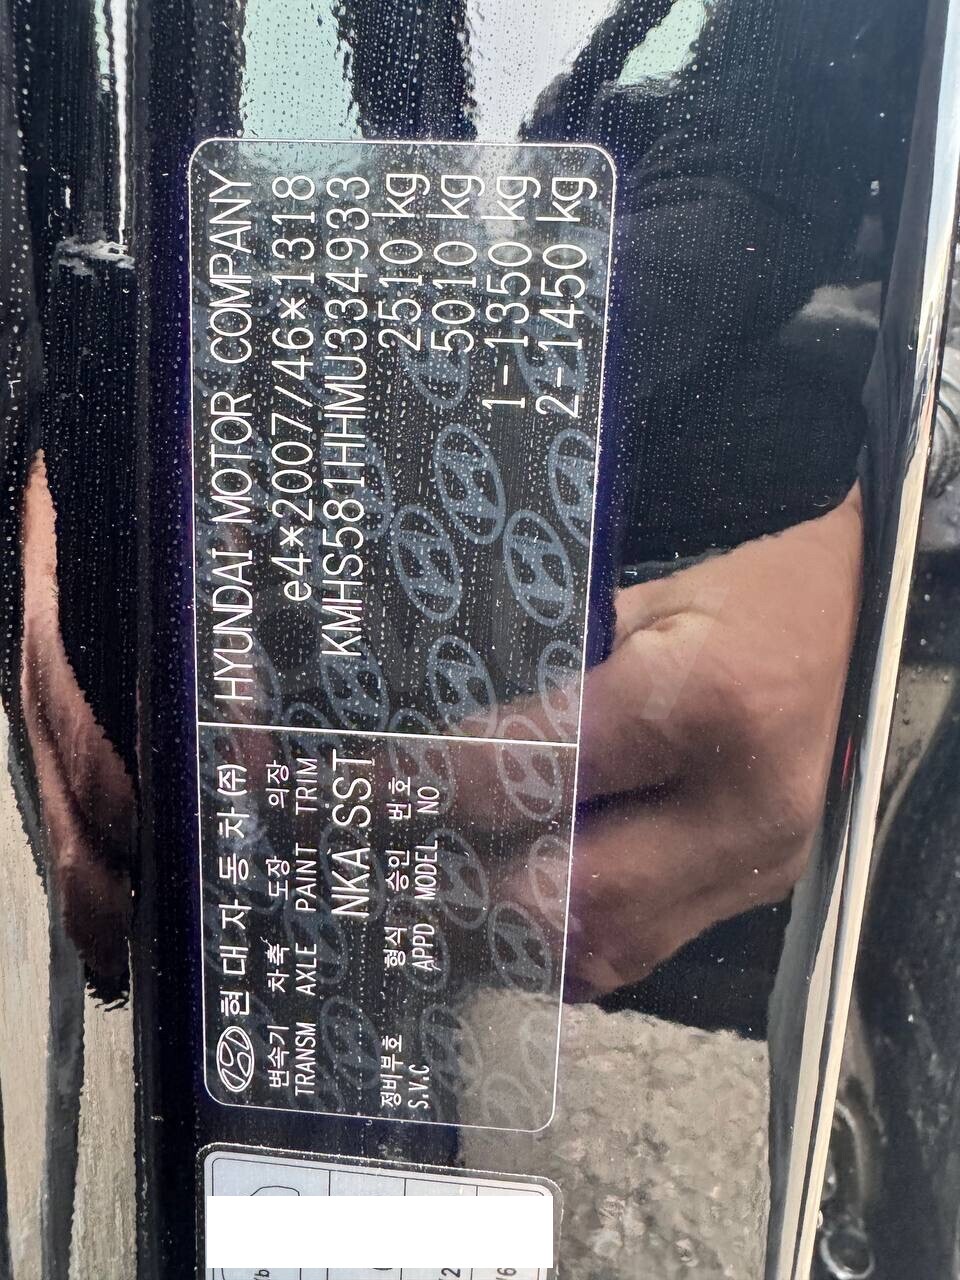 현대자동차(주)
변속기 차축 도장 의장
TRANSM AXLE PAINT TRIM
NKA SST
정비부호 형식 승인 번호
S.V.C APPD MODEL NO
HYUNDAI MOTOR COMPANY
e4*2007/46*1318
KMHS581HHMU334933
2510 kg
5010 kg
1-1350 kg
2-1450 kg